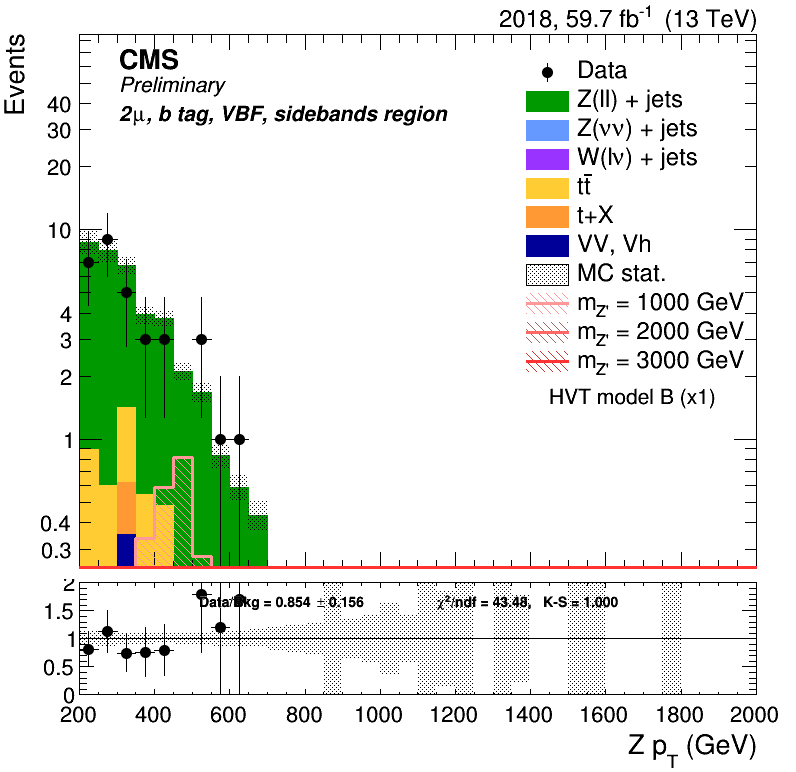 2018, 59.7 fb⁻¹ (13 TeV)
Events
CMS
Preliminary
2μ, b tag, VBF, sidebands region
Data
Z(ll) + jets
Z(νν) + jets
W(lν) + jets
tt̄
t+X
VV, Vh
MC stat.
m_Z' = 1000 GeV
m_Z' = 2000 GeV
m_Z' = 3000 GeV
HVT model B (x1)
40
30
20
10
4
3
2
1
0.4
0.3
Data/Bkg = 0.854 ± 0.156
χ²/ndf = 43.48, K-S = 1.000
2
1.5
1
0.5
0
200 400 600 800 1000 1200 1400 1600 1800 2000
Z p_T (GeV)